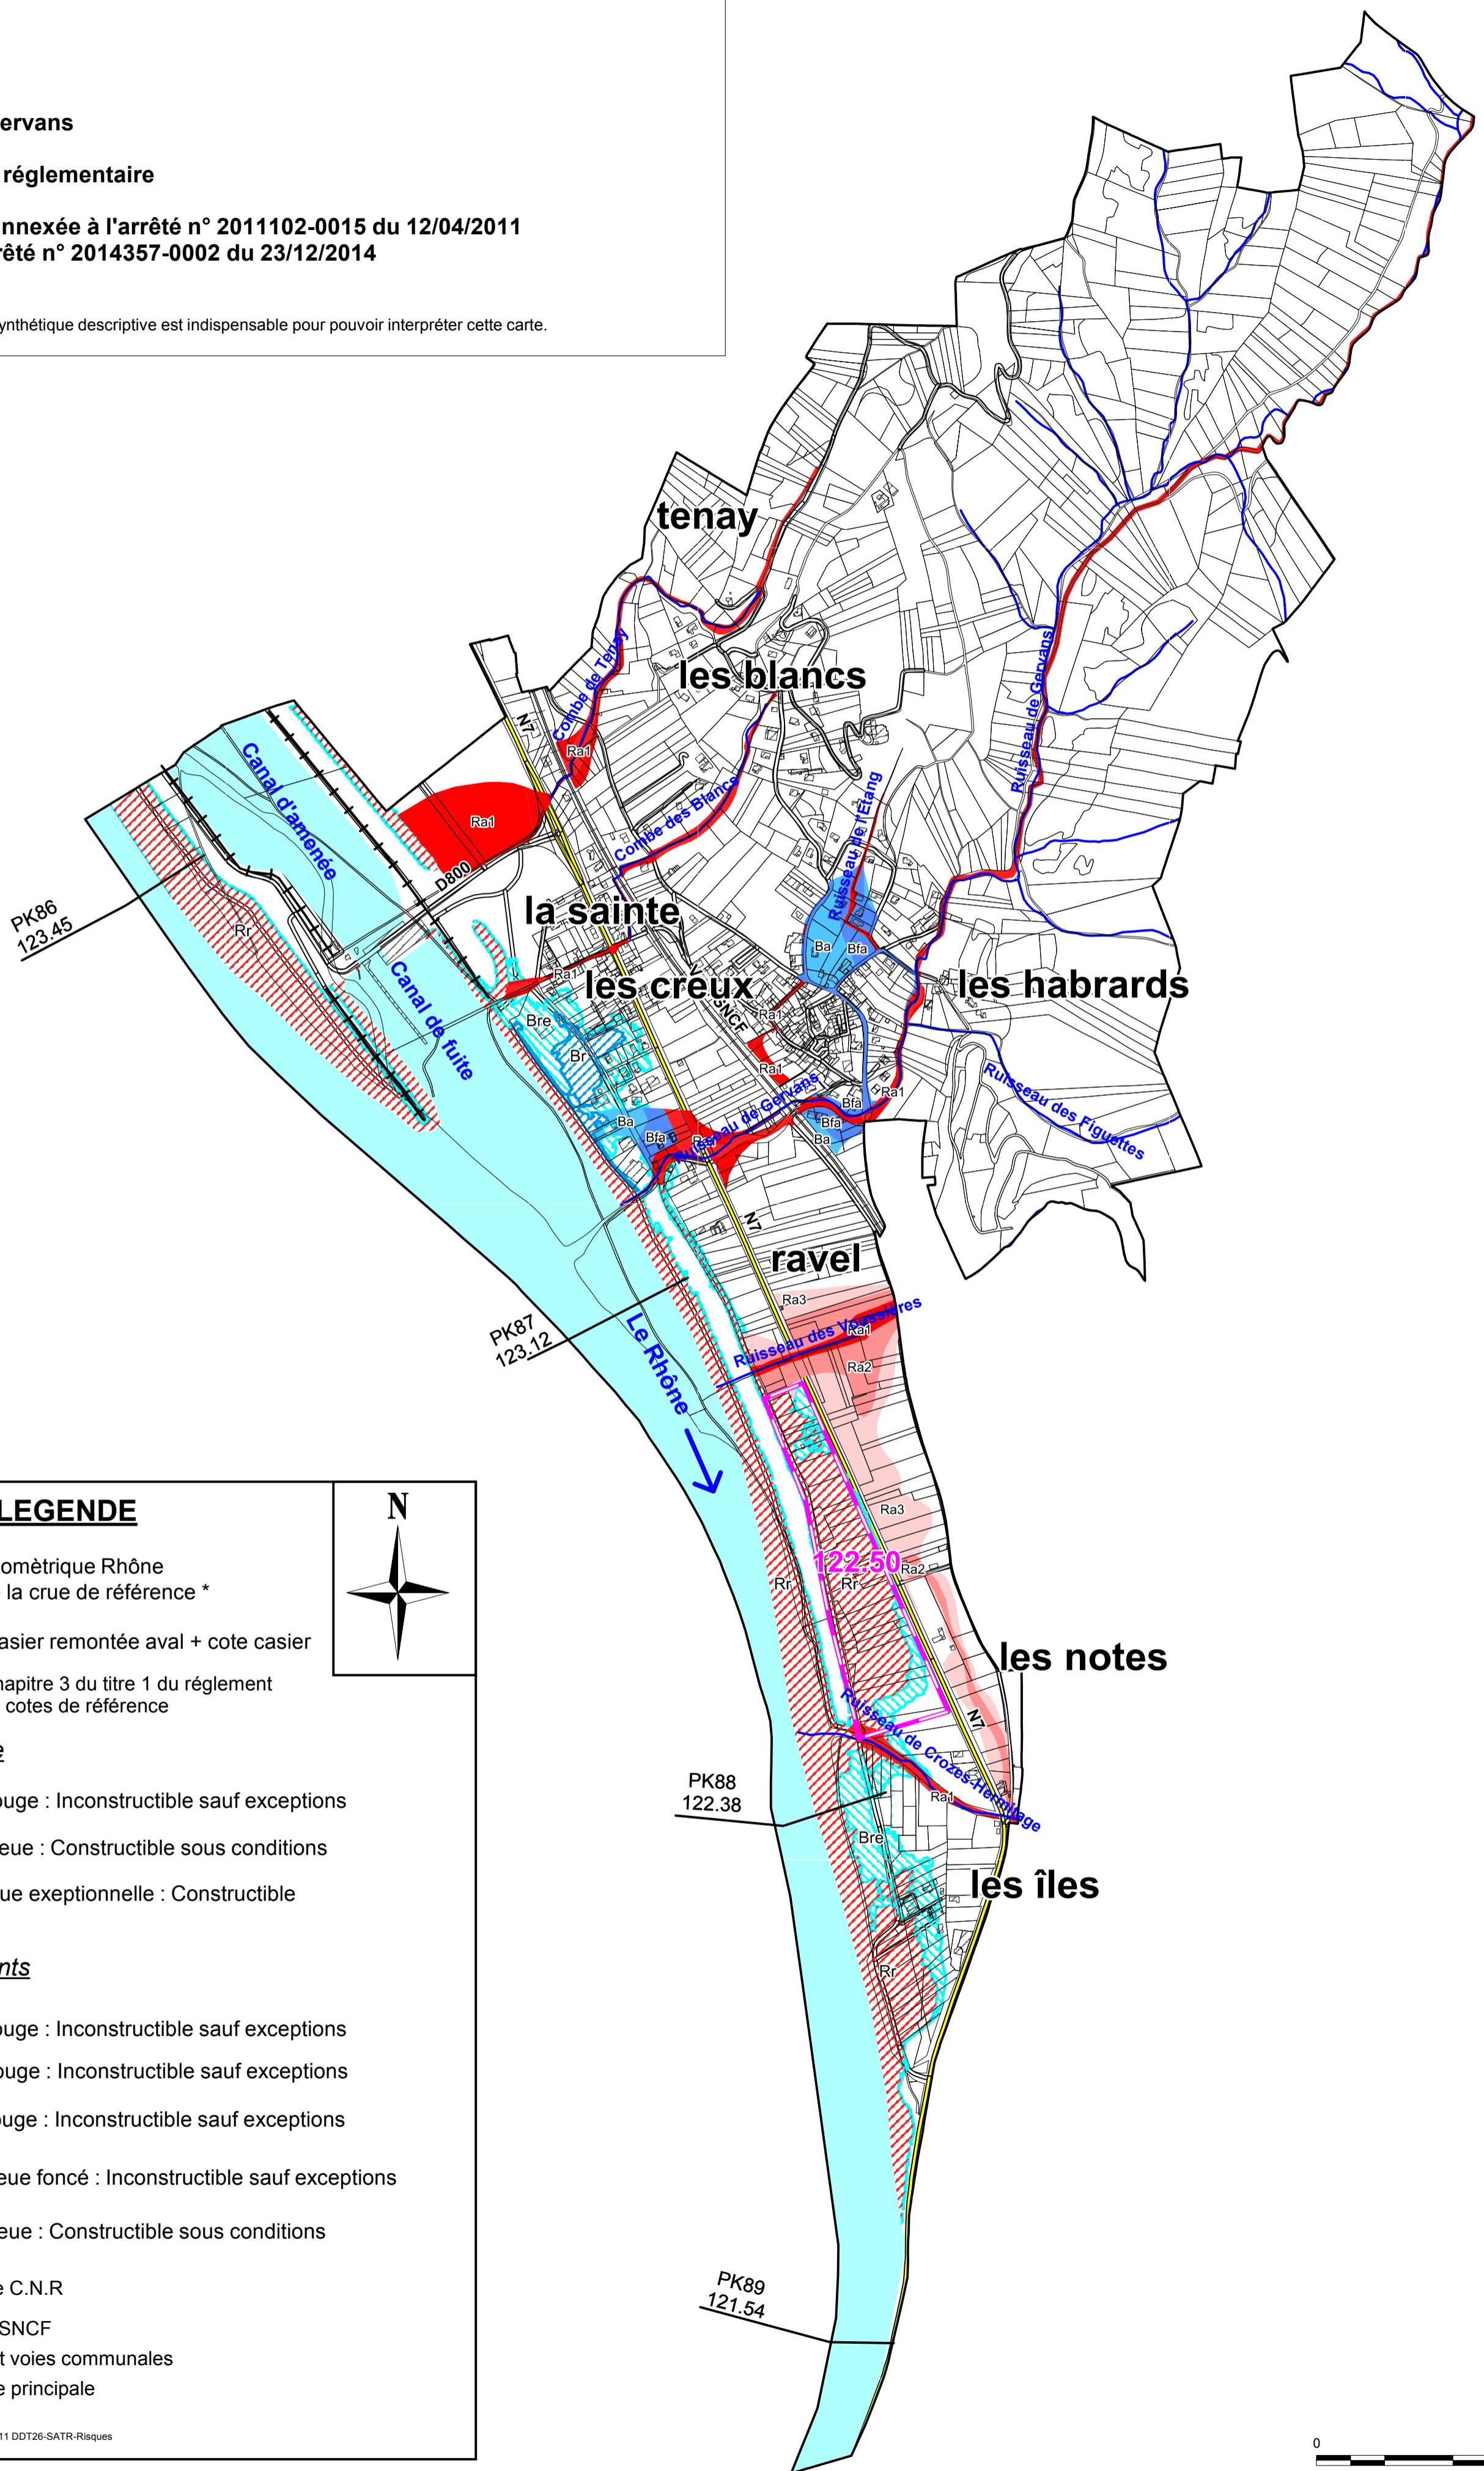 ervans
réglementaire
nnexée à l'arrêté n° 2011102-0015 du 12/04/2011
rêté n° 2014357-0002 du 23/12/2014
ynthétique descriptive est indispensable pour pouvoir interpréter cette carte.
tenay
les blancs
Combe de Tenay
N7
Ra1
Ruisseau de Gervans
Canal d'amenée
Ra1
Combe des Blancs
Ruisseau de l'Etang
D800
PK86
123.45
Rr
la sainte
Ba
Bfa
Ra1
les creux
SNCF
les habrards
Canal de fuite
Bre
Ra1
Br
Ra1
Ruisseau des Figuettes
Ruisseau de Gervans
Ra1
Bfa
Ba
Bfa
Bfa
Ba
N7
ravel
Ra3
PK87
123.12
Le Rhône
Ruisseau des Voussières
Ra1
Ra2
Ra3
122.50
Ra2
Rr
Rr
les notes
N7
Ruisseau de Crozes-Hermitage
PK88
122.38
Ra1
Bre
les îles
Rr
PK89
121.54
LEGENDE
N
omètrique Rhône
la crue de référence *
asier remontée aval + cote casier
hapitre 3 du titre 1 du réglement
cotes de référence
e
ouge : Inconstructible sauf exceptions
eue : Constructible sous conditions
ue exeptionnelle : Constructible
nts
ouge : Inconstructible sauf exceptions
ouge : Inconstructible sauf exceptions
ouge : Inconstructible sauf exceptions
eue foncé : Inconstructible sauf exceptions
eue : Constructible sous conditions
e C.N.R
SNCF
t voies communales
e principale
11 DDT26-SATR-Risques
0